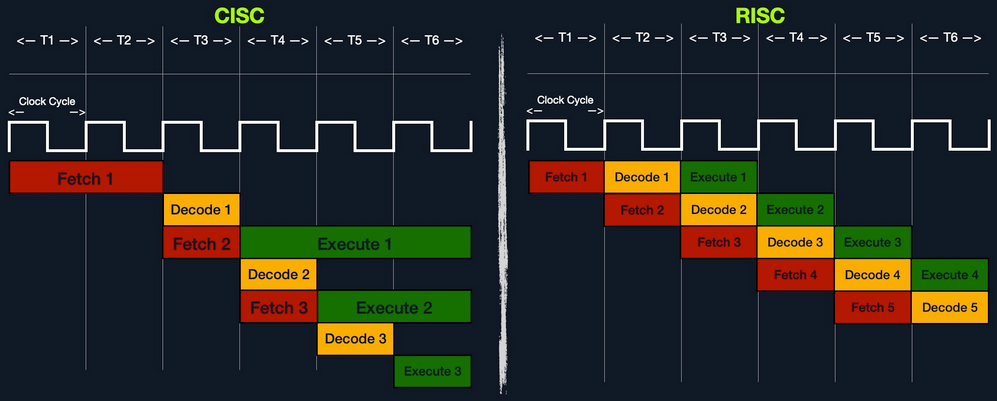 CISC
<— T1 —> <— T2 —> <— T3 —> <— T4 —> <— T5 —> <— T6 —>
Clock Cycle
<— —>
Fetch 1
Decode 1
Fetch 2 Execute 1
Decode 2
Fetch 3 Execute 2
Decode 3
Execute 3
RISC
<— T1 —> <— T2 —> <— T3 —> <— T4 —> <— T5 —> <— T6 —>
Clock Cycle
<— —>
Fetch 1 Decode 1 Execute 1
Fetch 2 Decode 2 Execute 2
Fetch 3 Decode 3 Execute 3
Fetch 4 Decode 4 Execute 4
Fetch 5 Decode 5